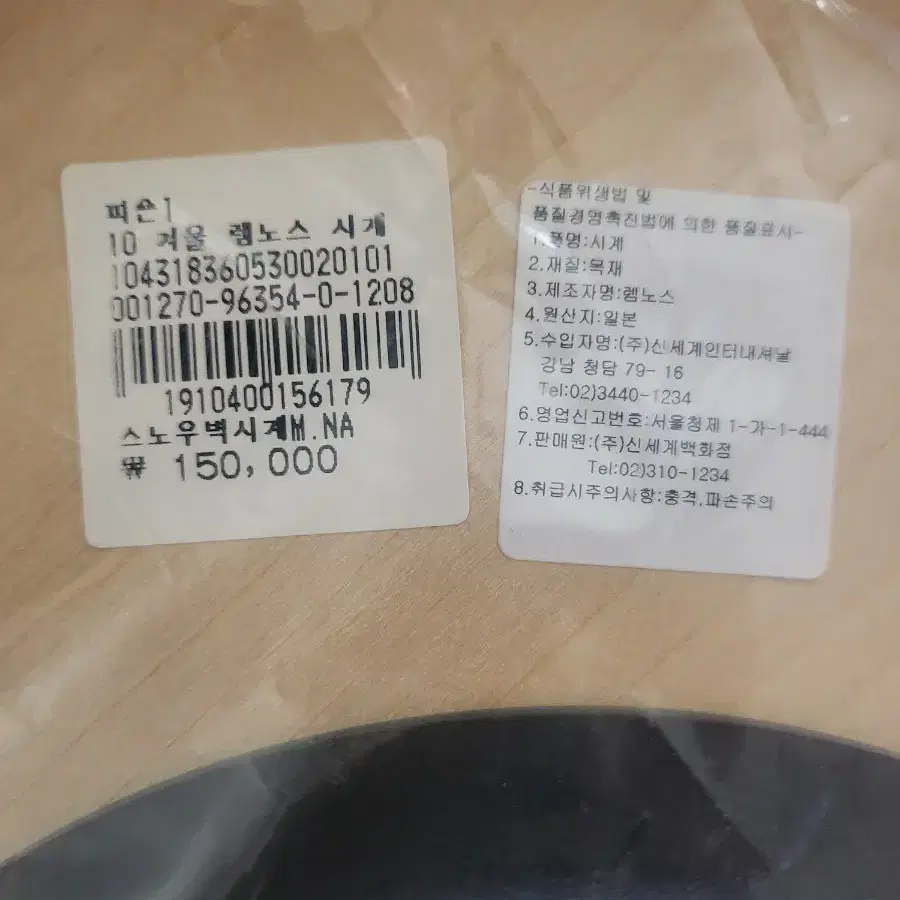 피숀1
10 겨울 렘노스 시계
104318360530020101
001270-96354-0-1208
1910400156179
스노우벽시계M.NA
₩ 150,000
-식품위생법 및
품질경영촉진법에 의한 품질표시-
1.품명:시계
2.재질:목재
3.제조자명:렘노스
4.원산지:일본
5.수입자명:(주)신세계인터내셔날
강남 청담 79-16
Tel:02)3440-1234
6.영업신고번호:서울청제 1-가-1-444
7.판매원:(주)신세계백화점
Tel:02)310-1234
8.취급시주의사항:충격,파손주의